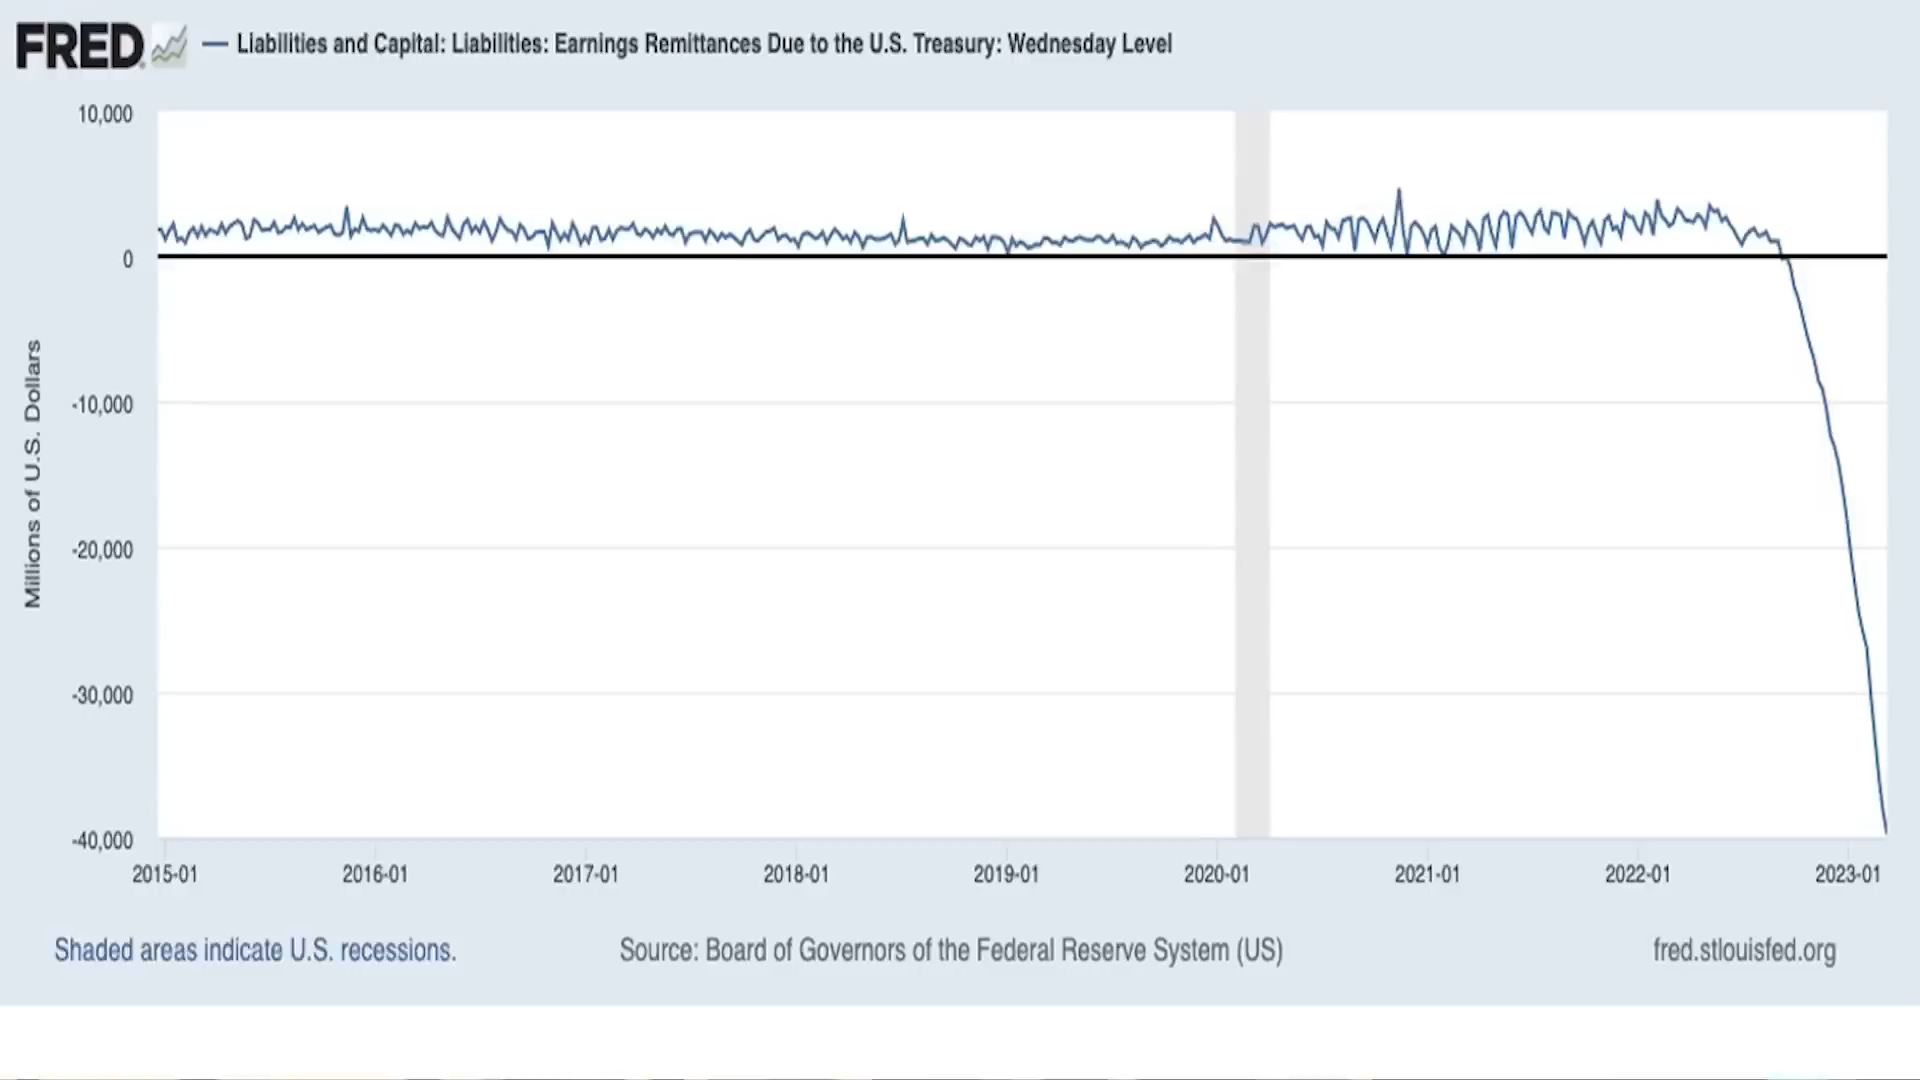 FRED
Liabilities and Capital: Liabilities: Earnings Remittances Due to the U.S. Treasury: Wednesday Level
Millions of U.S. Dollars
10,000
0
-10,000
-20,000
-30,000
-40,000
2015-01 2016-01 2017-01 2018-01 2019-01 2020-01 2021-01 2022-01 2023-01
Shaded areas indicate U.S. recessions. Source: Board of Governors of the Federal Reserve System (US) fred.stlouisfed.org